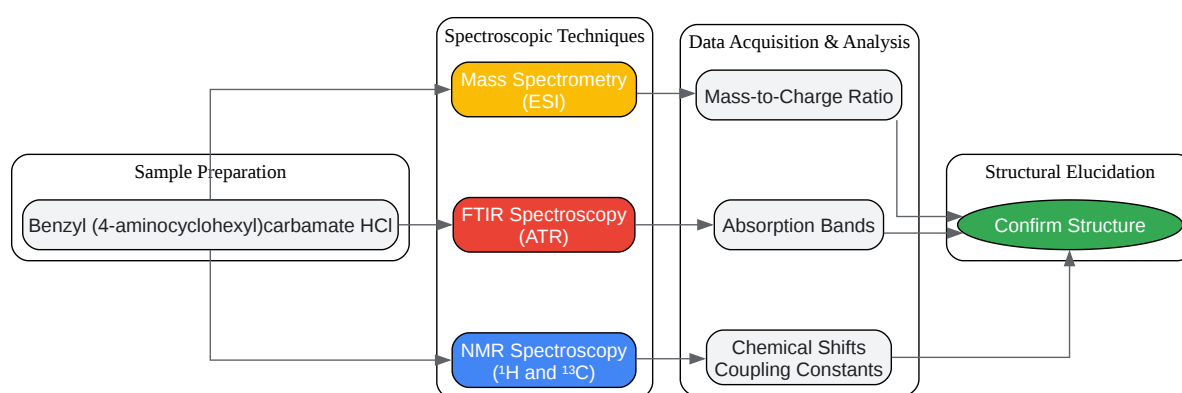 Sample Preparation
Benzyl (4-aminocyclohexyl)carbamate HCl
Spectroscopic Techniques
Mass Spectrometry
(ESI)
FTIR Spectroscopy
(ATR)
NMR Spectroscopy
(¹H and ¹³C)
Data Acquisition & Analysis
Mass-to-Charge Ratio
Absorption Bands
Chemical Shifts
Coupling Constants
Structural Elucidation
Confirm Structure